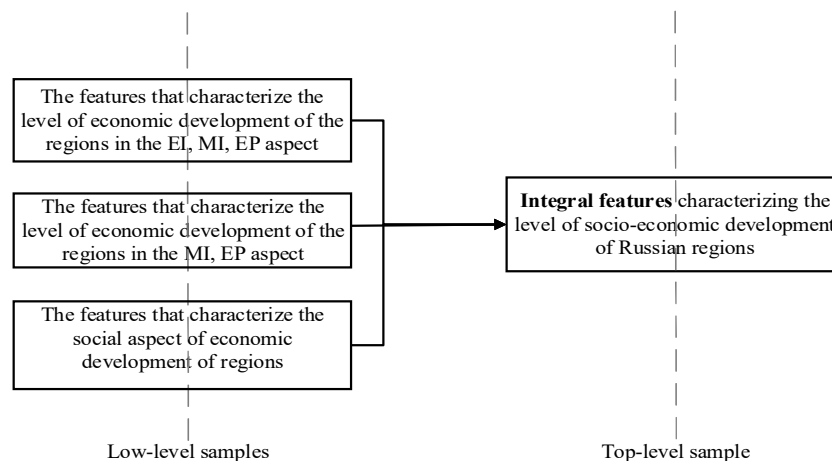 The features that characterize the
level of economic development of the
regions in the EI, MI, EP aspect
The features that characterize the
level of economic development of the
regions in the MI, EP aspect
The features that characterize the
social aspect of economic
development of regions
Integral features characterizing the
level of socio-economic development
of Russian regions
Low-level samples
Top-level sample